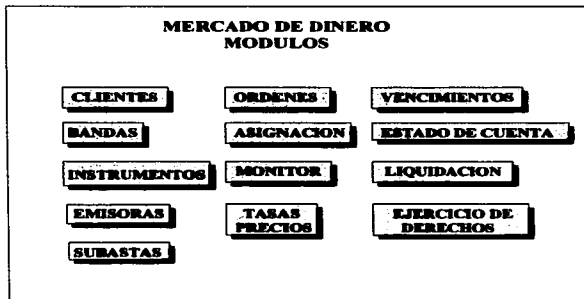 MERCADO DE DINERO
MODULOS
CLIENTES
ORDENES
VENCIMIENTOS
BANDAS
ASIGNACION
ESTADO DE CUENTA
INSTRUMENTOS
MONITOR
LIQUIDACION
EMISORAS
TASAS
PRECIOS
EJERCICIO DE
DERECHOS
SUBASTAS